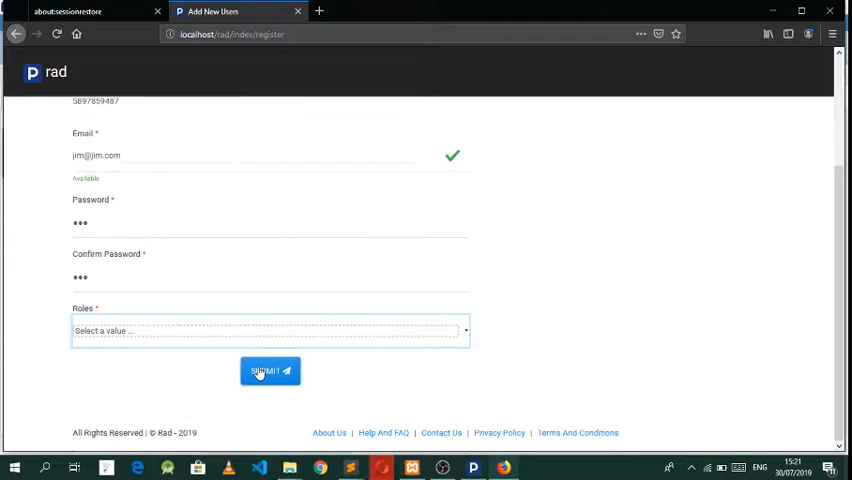 about:sessionrestore
Add New Users
localhost/rad/index/register
P rad
5897859487
Email *
jim@jim.com
Available
Password *
Confirm Password *
Roles *
Select a value ...
SUBMIT
All Rights Reserved | © Rad - 2019
About Us | Help And FAQ | Contact Us | Privacy Policy | Terms And Conditions
ENG
15:21
30/07/2019